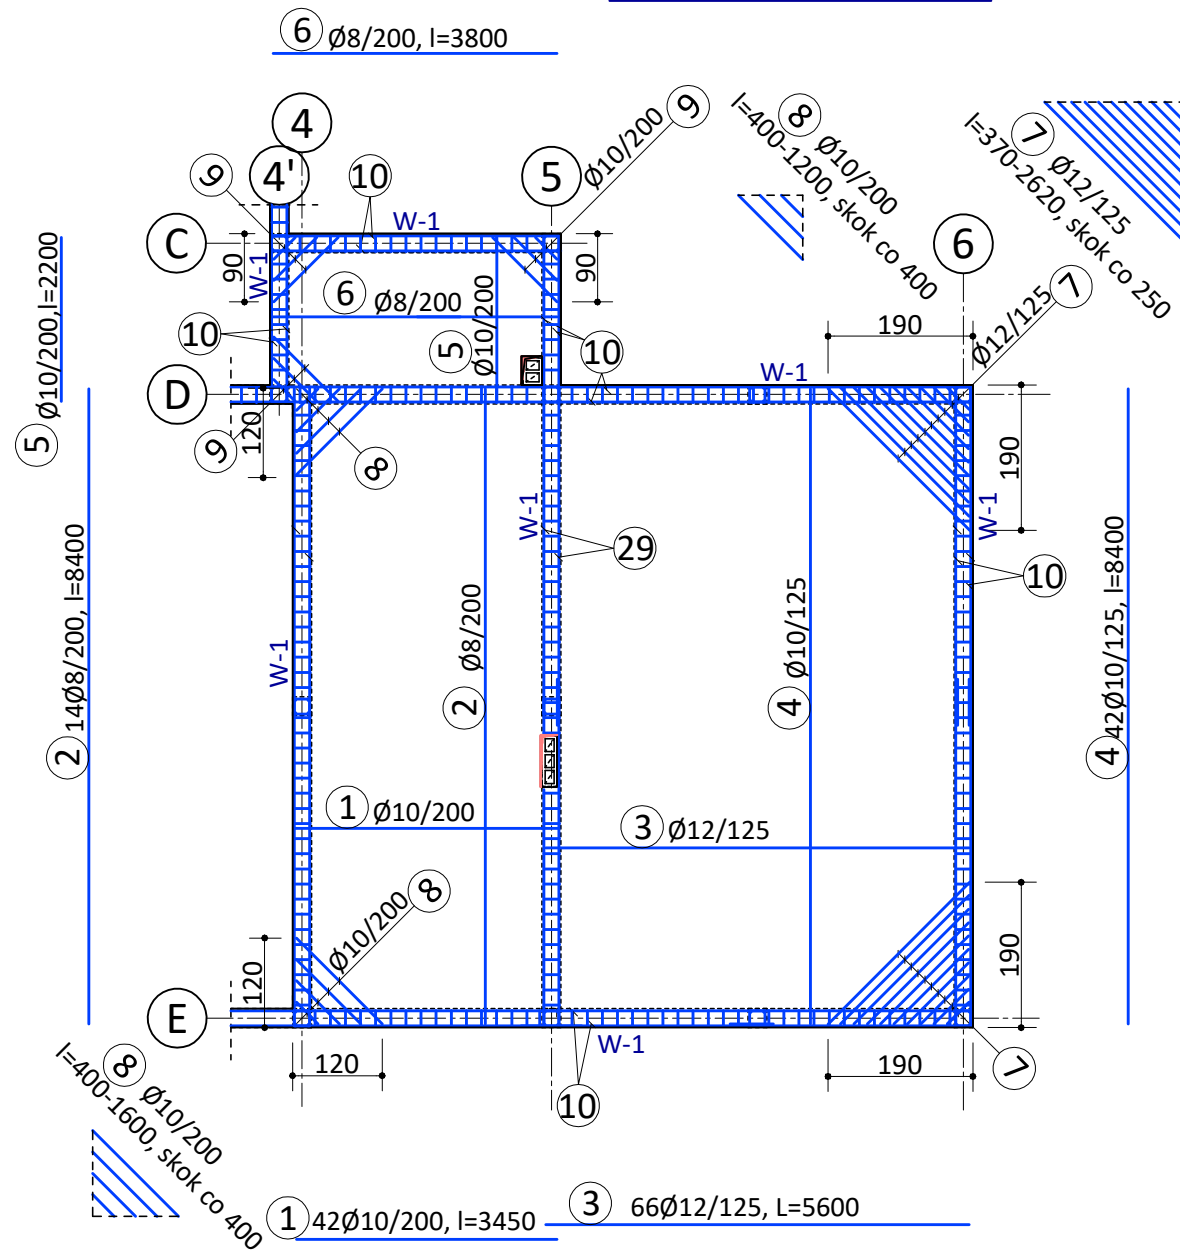 6 Ø8/200, l=3800
4
4'
5
6
C
D
E
9
10
W-1
Ø10/200 9
8 Ø10/200
l=400-1200, skok co 400
7 Ø12/125
l=370-2620, skok co 250
90
W-1
90
6 Ø8/200
5 Ø10/200
10
10
5 Ø10/200,l=2200
190
Ø12/125 7
W-1
120
9
8
190
W-1
W-1
29
10
2 14Ø8/200, l=8400
W-1
2 Ø8/200
4 Ø10/125
4 42Ø10/125, l=8400
1 Ø10/200
3 Ø12/125
Ø10/200 8
120
190
W-1
120
10
190
7
8 Ø10/200
l=400-1600, skok co 400
1 42Ø10/200, l=3450
3 66Ø12/125, L=5600